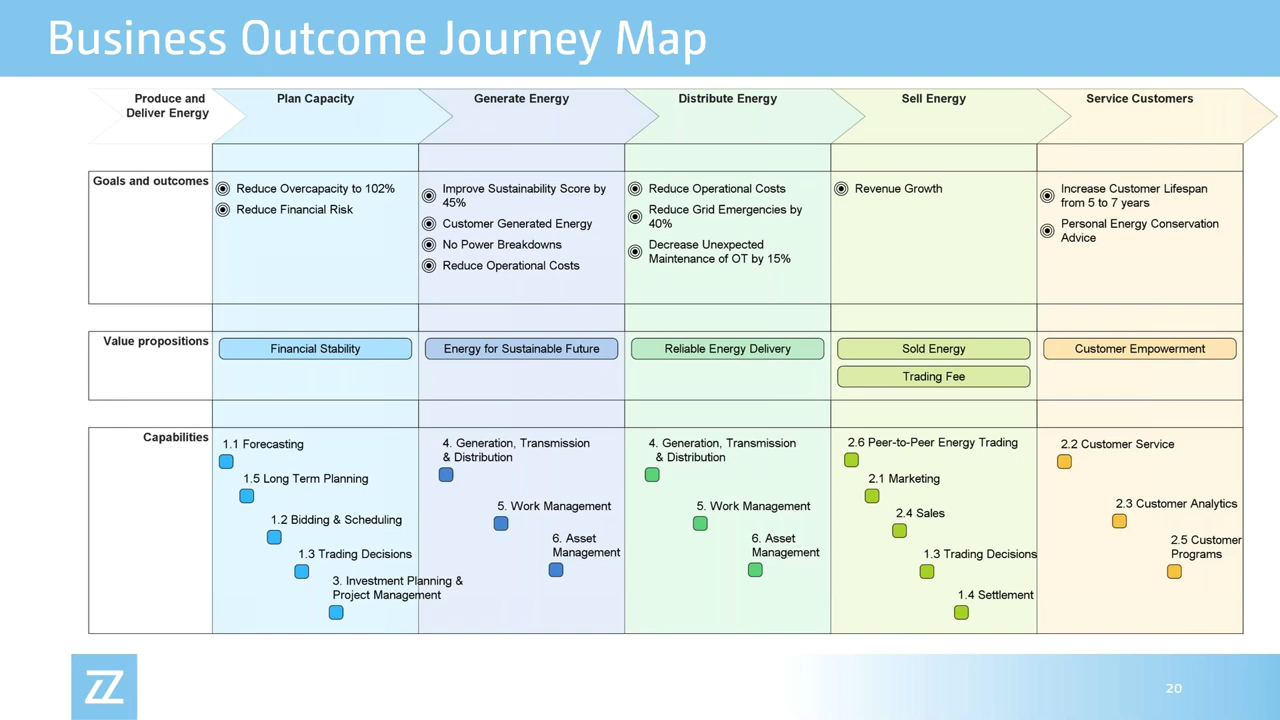 Business Outcome Journey Map
Produce and
Deliver Energy
Plan Capacity
Generate Energy
Distribute Energy
Sell Energy
Service Customers
Goals and outcomes
Reduce Overcapacity to 102%
Reduce Financial Risk
Improve Sustainability Score by
45%
Customer Generated Energy
No Power Breakdowns
Reduce Operational Costs
Reduce Operational Costs
Reduce Grid Emergencies by
40%
Decrease Unexpected
Maintenance of OT by 15%
Revenue Growth
Increase Customer Lifespan
from 5 to 7 years
Personal Energy Conservation
Advice
Value propositions
Financial Stability
Energy for Sustainable Future
Reliable Energy Delivery
Sold Energy
Trading Fee
Customer Empowerment
Capabilities
1.1 Forecasting
1.5 Long Term Planning
1.2 Bidding & Scheduling
1.3 Trading Decisions
3. Investment Planning &
Project Management
4. Generation, Transmission
& Distribution
5. Work Management
6. Asset
Management
4. Generation, Transmission
& Distribution
5. Work Management
6. Asset
Management
2.6 Peer-to-Peer Energy Trading
2.1 Marketing
2.4 Sales
1.3 Trading Decisions
1.4 Settlement
2.2 Customer Service
2.3 Customer Analytics
2.5 Customer
Programs
ZZ
20